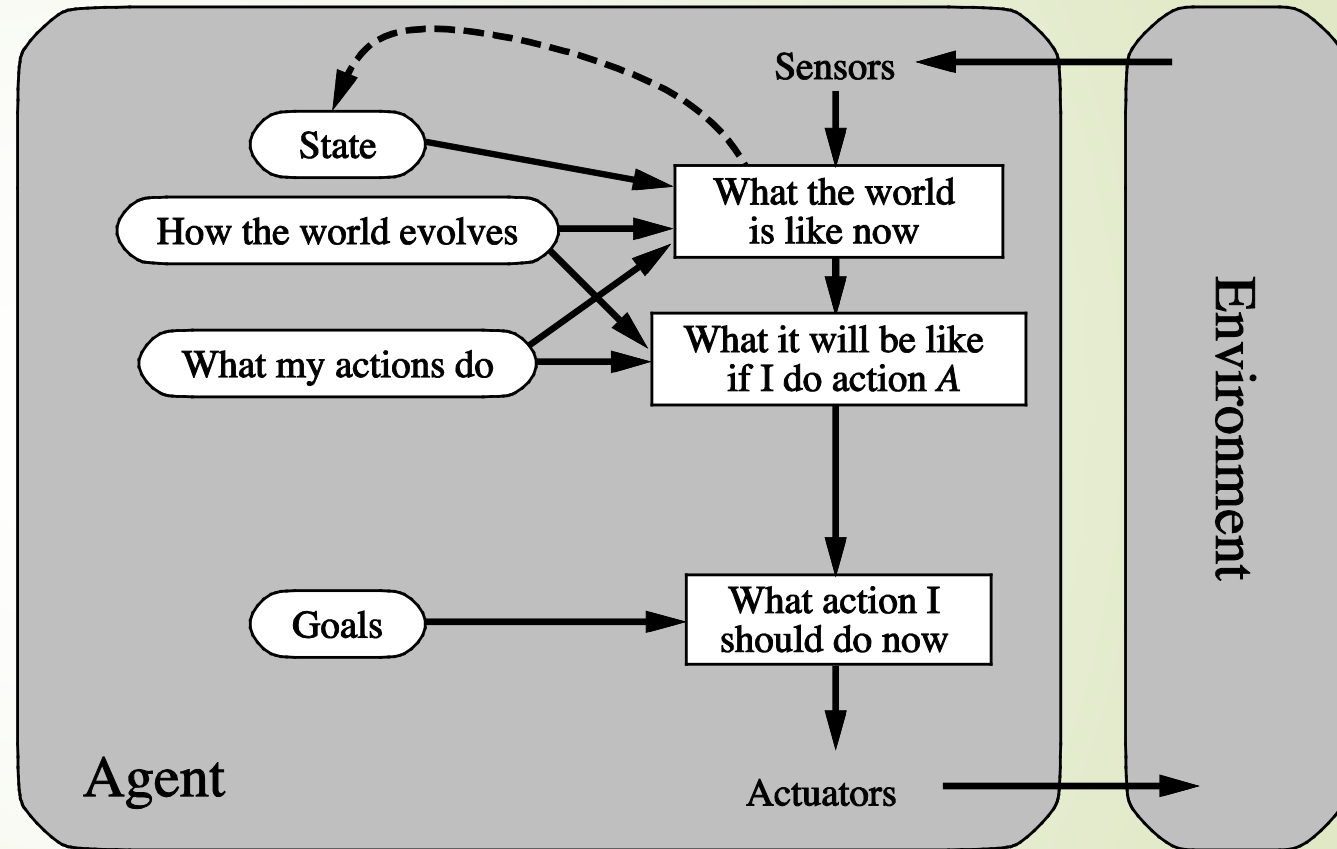 Sensors
State
What the world
is like now
How the world evolves
What it will be like
if I do action A
What my actions do
What action I
should do now
Goals
Agent
Actuators
Environment